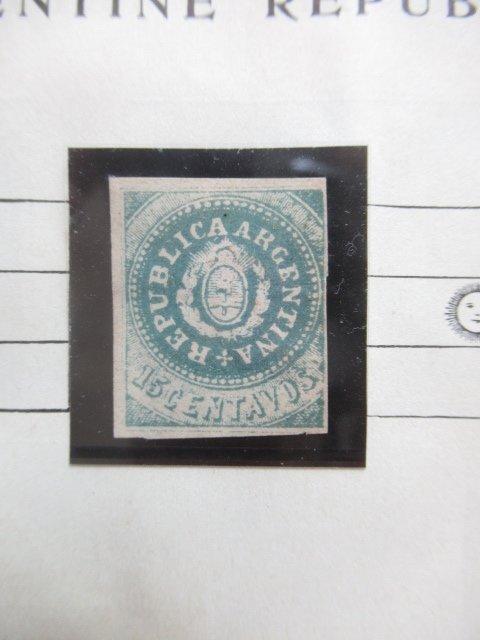 ENTINE REPUB
REPUBLICA ARGENTINA
15 CENTAVOS.